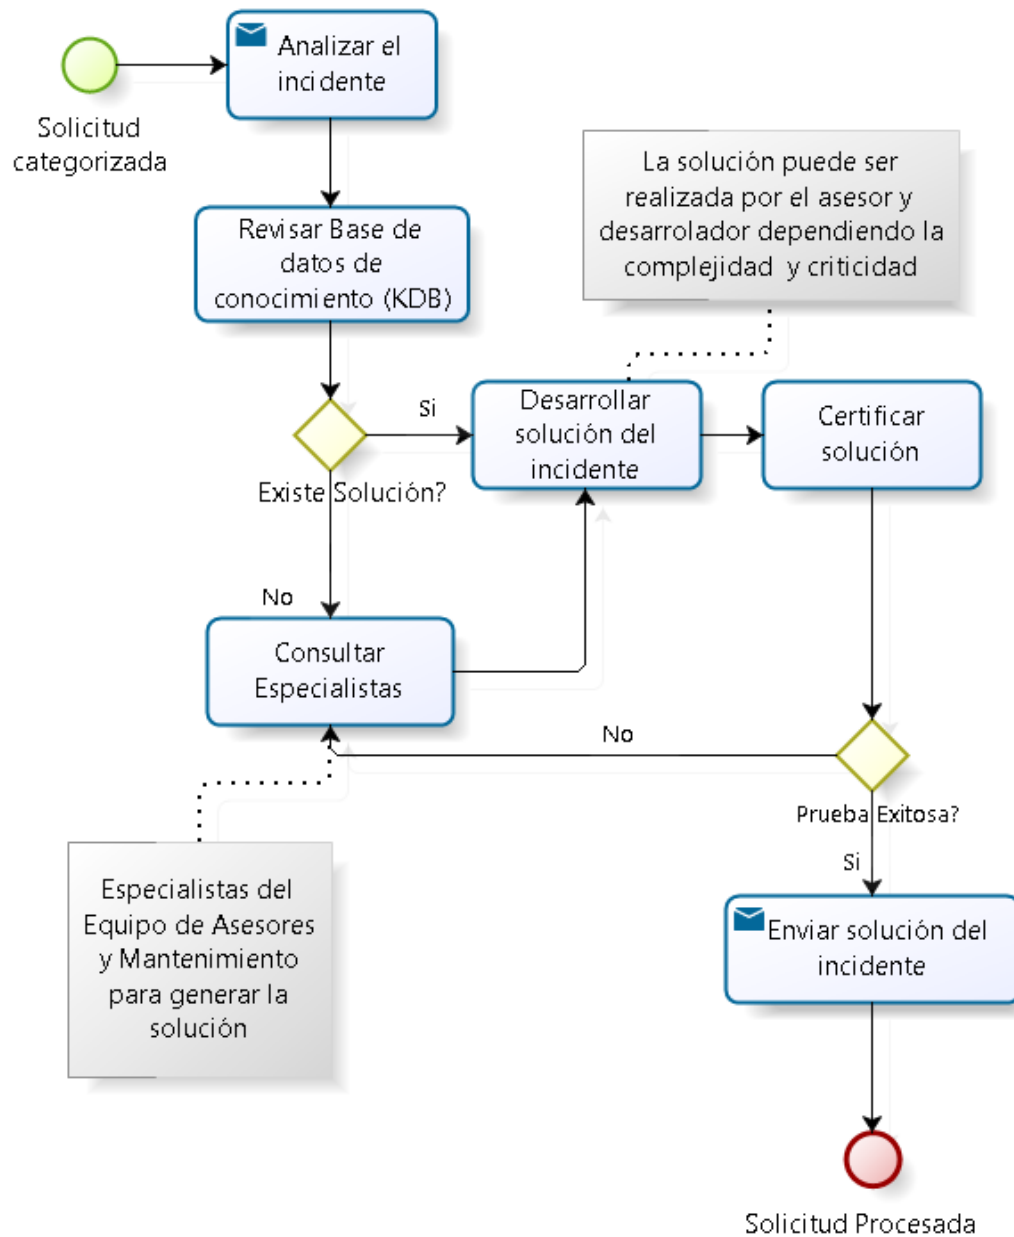 Analizar el
incidente
Solicitud
categorizada
La solución puede ser
realizada por el asesor y
desarrolador dependiendo la
complejidad y criticidad
Revisar Base de
datos de
conocimiento (KDB)
Si
Desarrollar
solución del
incidente
Certificar
solución
Existe Solución?
No
Consultar
Especialistas
No
Prueba Exitosa?
Si
Especialistas del
Equipo de Asesores
y Mantenimiento
para generar la
solución
Enviar solución del
incidente
Solicitud Procesada